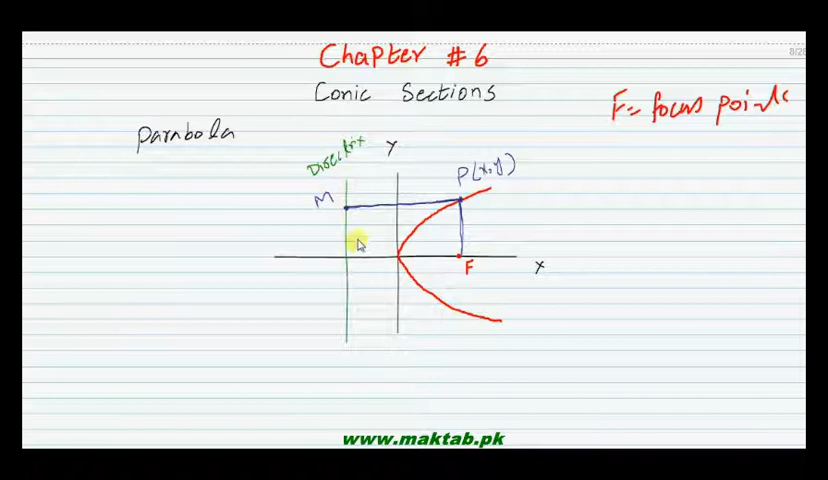 Chapter # 6
Conic Sections
F= focus point
parabola
Directrix
Y
P(x,y)
M
F
X
www.maktab.pk